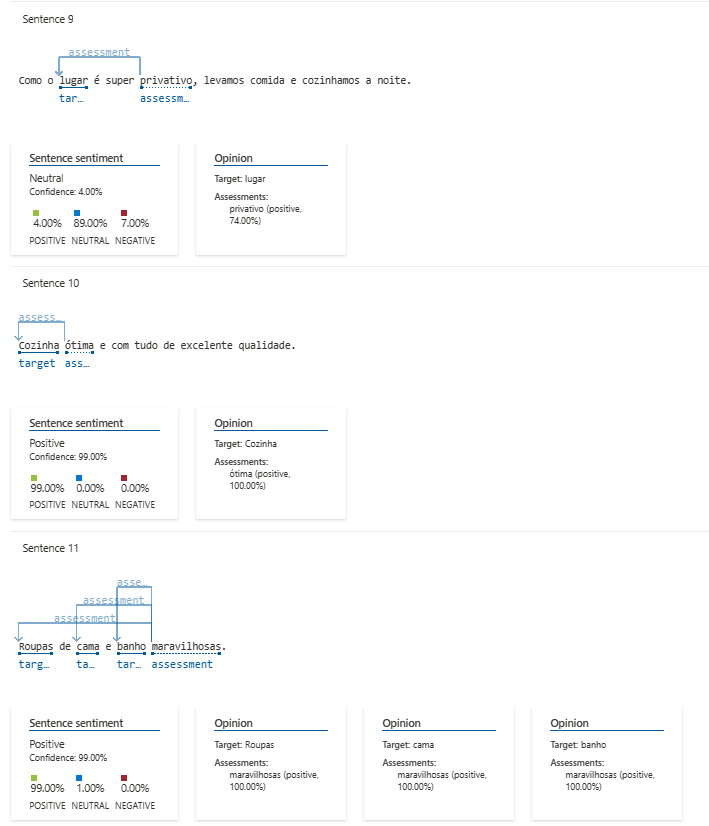 Sentence 9
assessment
Como o lugar é super privativo, levamos comida e cozinhamos a noite.
tar… assessm…
Sentence sentiment
Neutral
Confidence: 4.00%
4.00% 89.00% 7.00%
POSITIVE NEUTRAL NEGATIVE
Opinion
Target: lugar
Assessments:
privativo (positive,
74.00%)
Sentence 10
assess…
Cozinha ótima e com tudo de excelente qualidade.
target ass…
Sentence sentiment
Positive
Confidence: 99.00%
99.00% 0.00% 0.00%
POSITIVE NEUTRAL NEGATIVE
Opinion
Target: Cozinha
Assessments:
ótima (positive,
100.00%)
Sentence 11
asse…
assessment
assessment
Roupas de cama e banho maravilhosas.
targ… ta… tar… assessment
Sentence sentiment
Positive
Confidence: 99.00%
99.00% 1.00% 0.00%
POSITIVE NEUTRAL NEGATIVE
Opinion
Target: Roupas
Assessments:
maravilhosas (positive,
100.00%)
Opinion
Target: cama
Assessments:
maravilhosas (positive,
100.00%)
Opinion
Target: banho
Assessments:
maravilhosas (positive,
100.00%)